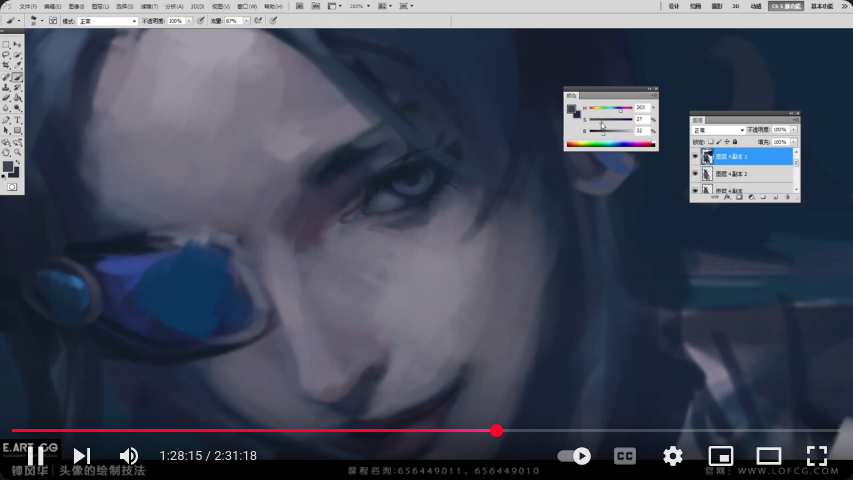 文件(F) 编辑(E) 图像(I) 图层(L) 选择(S) 滤镜(T) 分析(A) 3D(D) 视图(V) 窗口(W) 帮助(H) 200% 设计 绘画 摄影 3D 动感 CS 5 新功能 基本功能
模式: 正常 不透明度: 100% 流量: 87%
颜色
H 263 °
S 27 %
B 32 %
图层
正常 不透明度: 100%
锁定: 填充: 100%
图层 4 副本 3
图层 4 副本 2
图层 4 副本
E.ART CG
1:28:15 / 2:31:18
CC
头像的绘制技法
课程咨询:656449011、656449010
官网: WWW.LOFCG.COM